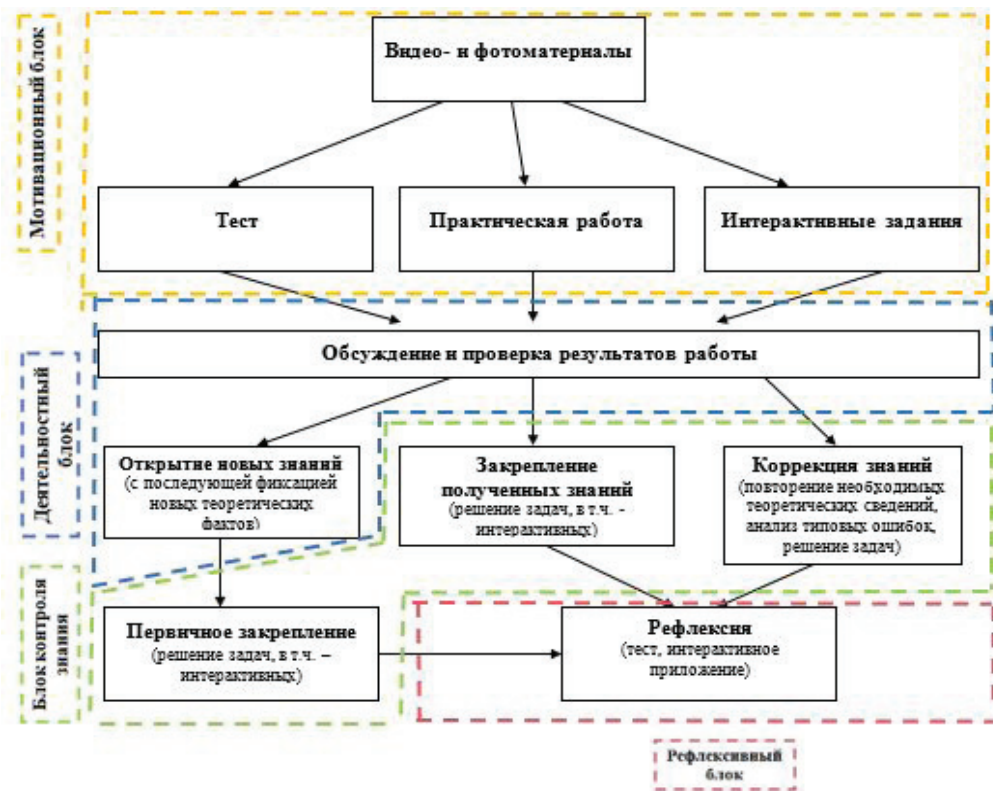 Мотивационный блок
Видео- и фотоматериалы
Тест
Практическая работа
Интерактивные задания
Деятельностный
блок
Обсуждение и проверка результатов работы
Открытие новых знаний
(с последующей фиксацией
новых теоретических
фактов)
Закрепление
полученных знаний
(решение задач, в т.ч. -
интерактивных)
Коррекция знаний
(повторение необходимых
теоретических сведений,
анализ типовых ошибок,
решение задач)
Блок контроля
знания
Первичное закрепление
(решение задач, в т.ч. –
интерактивных)
Рефлексия
(тест, интерактивное
приложение)
Рефлексивный
блок